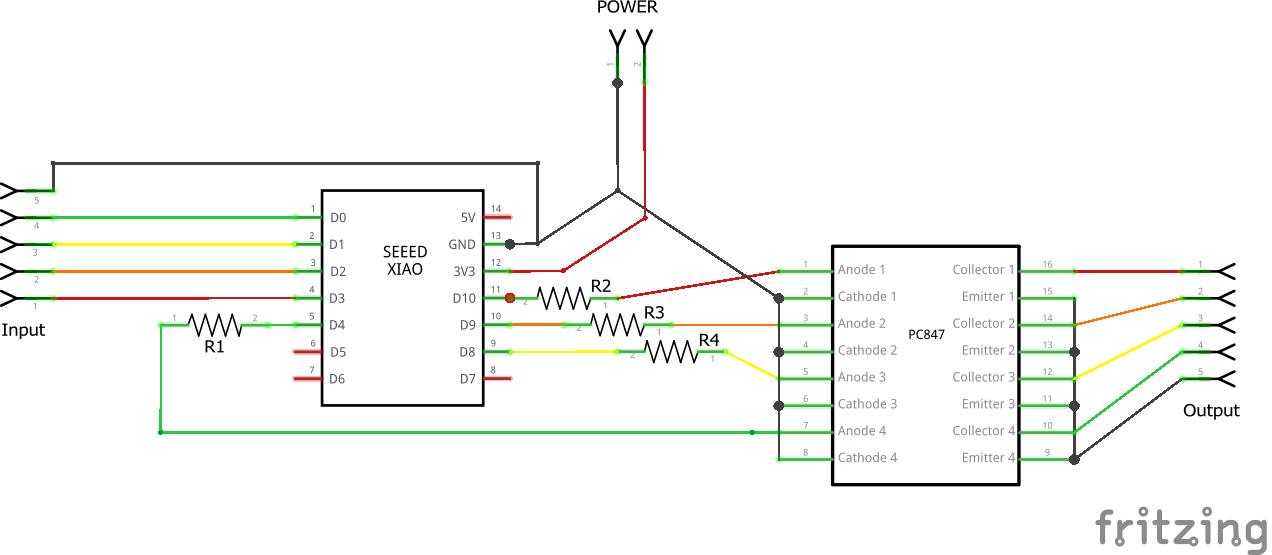 POWER
1
2
5
4
3
2
1
Input
SEEED
XIAO
1
D0
2
D1
3
D2
4
D3
5
D4
6
D5
7
D6
14
5V
13
GND
12
3V3
11
D10
10
D9
9
D8
8
D7
1
2
R1
R2
2
1
R3
1
R4
2
1
PC847
1
Anode 1
2
Cathode 1
3
Anode 2
4
Cathode 2
5
Anode 3
6
Cathode 3
7
Anode 4
8
Cathode 4
Collector 1
16
Emitter 1
15
Collector 2
14
Emitter 2
13
Collector 3
12
Emitter 3
11
Collector 4
10
Emitter 4
9
1
2
3
4
5
Output
fritzing